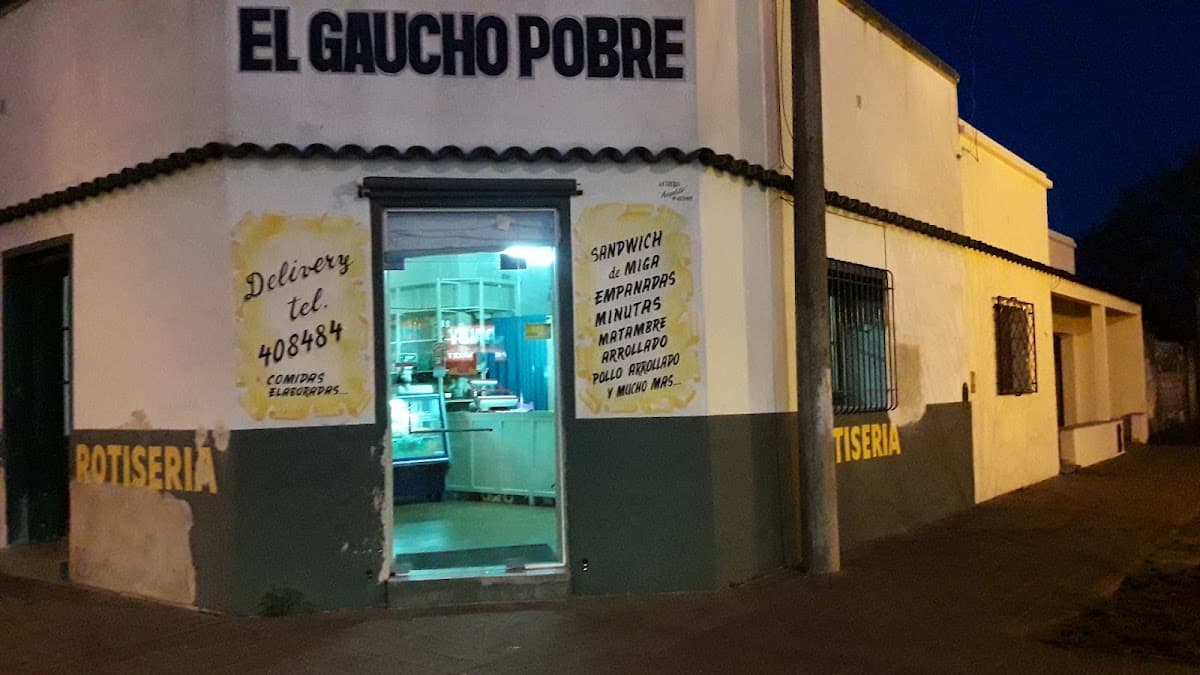 EL GAUCHO POBRE
Delivery
tel.
408484
COMIDAS
ELABORADAS...
SANDWICH
de MIGA
EMPANADAS
MINUTAS
MATAMBRE
ARROLLADO
POLLO ARROLLADO
Y MUCHO MAS...
ROTISERIA
TISERIA